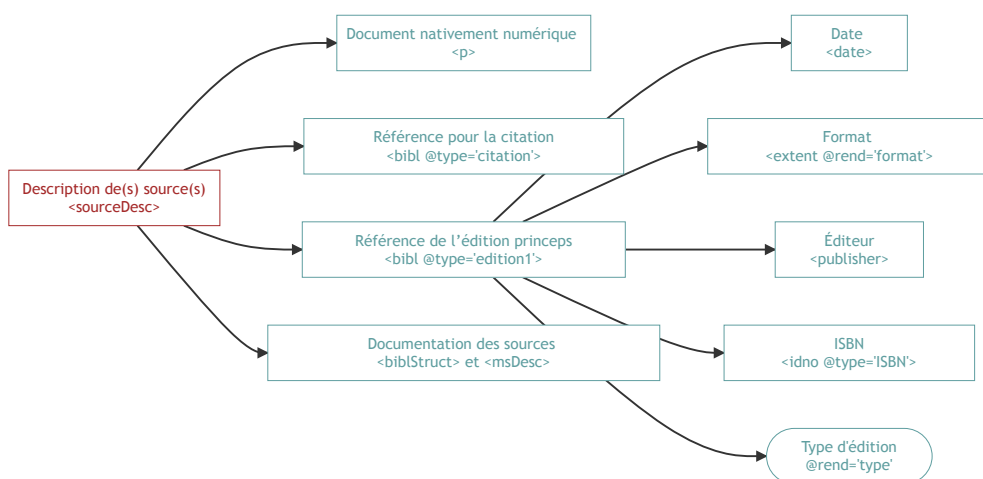 Description de(s) source(s)
<sourceDesc>
Document nativement numérique
<p>
Référence pour la citation
<bibl @type='citation'>
Référence de l’édition princeps
<bibl @type='edition1'>
Documentation des sources
<biblStruct> et <msDesc>
Date
<date>
Format
<extent @rend='format'>
Éditeur
<publisher>
ISBN
<idno @type='ISBN'>
Type d'édition
@rend='type'